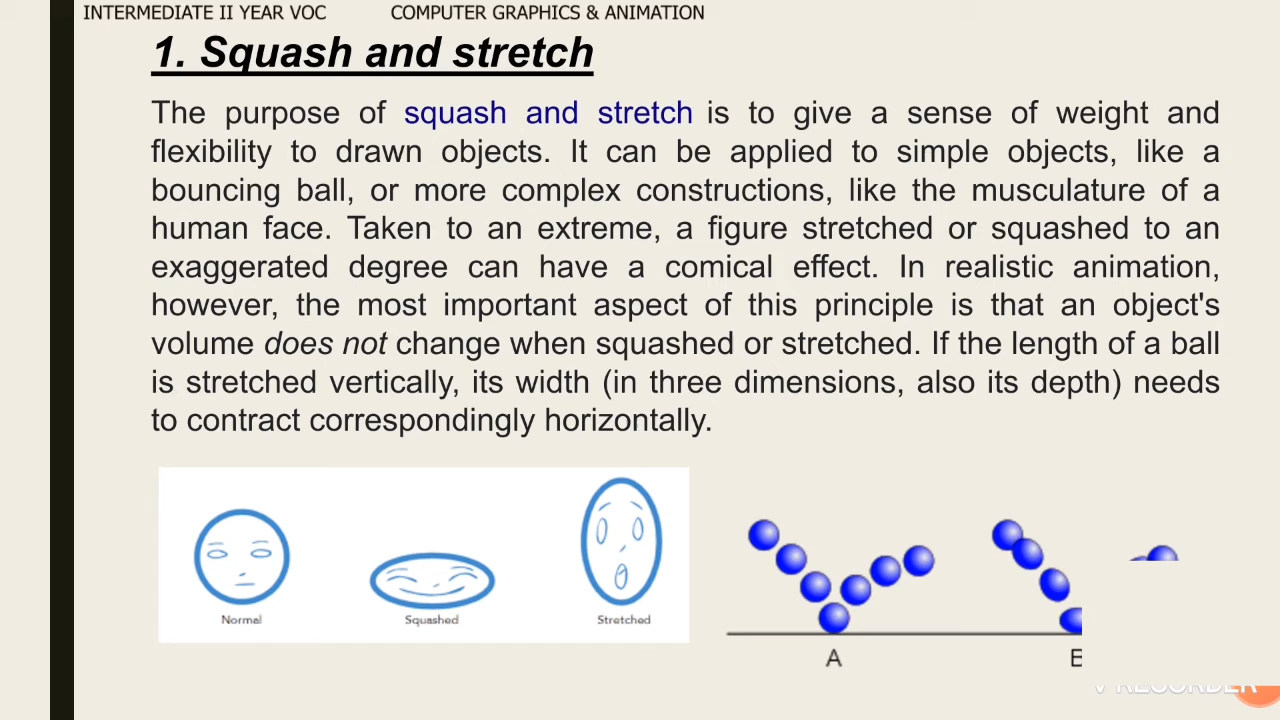 INTERMEDIATE II YEAR VOC COMPUTER GRAPHICS & ANIMATION
1. Squash and stretch
The purpose of squash and stretch is to give a sense of weight and
flexibility to drawn objects. It can be applied to simple objects, like a
bouncing ball, or more complex constructions, like the musculature of a
human face. Taken to an extreme, a figure stretched or squashed to an
exaggerated degree can have a comical effect. In realistic animation,
however, the most important aspect of this principle is that an object's
volume does not change when squashed or stretched. If the length of a ball
is stretched vertically, its width (in three dimensions, also its depth) needs
to contract correspondingly horizontally.
Normal Squashed Stretched
A